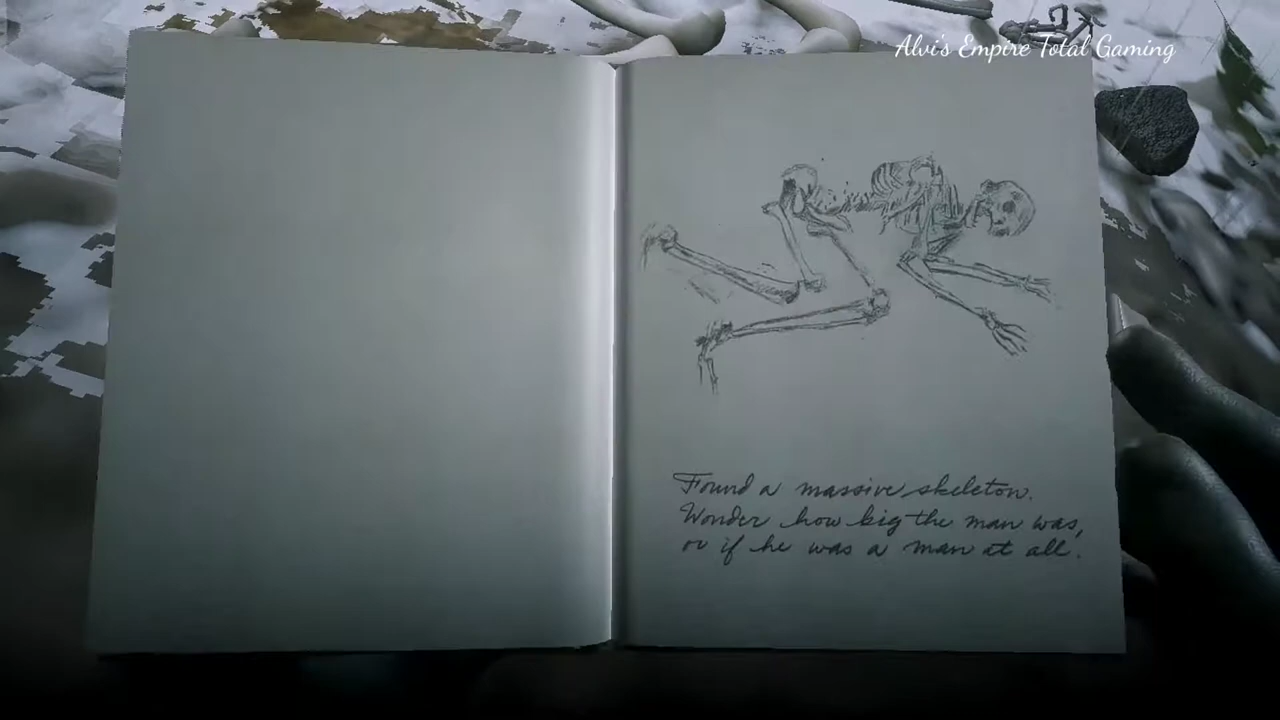 Alvi's Empire Total Gaming
Found a massive skeleton.
Wonder how big the man was,
or if he was a man at all.